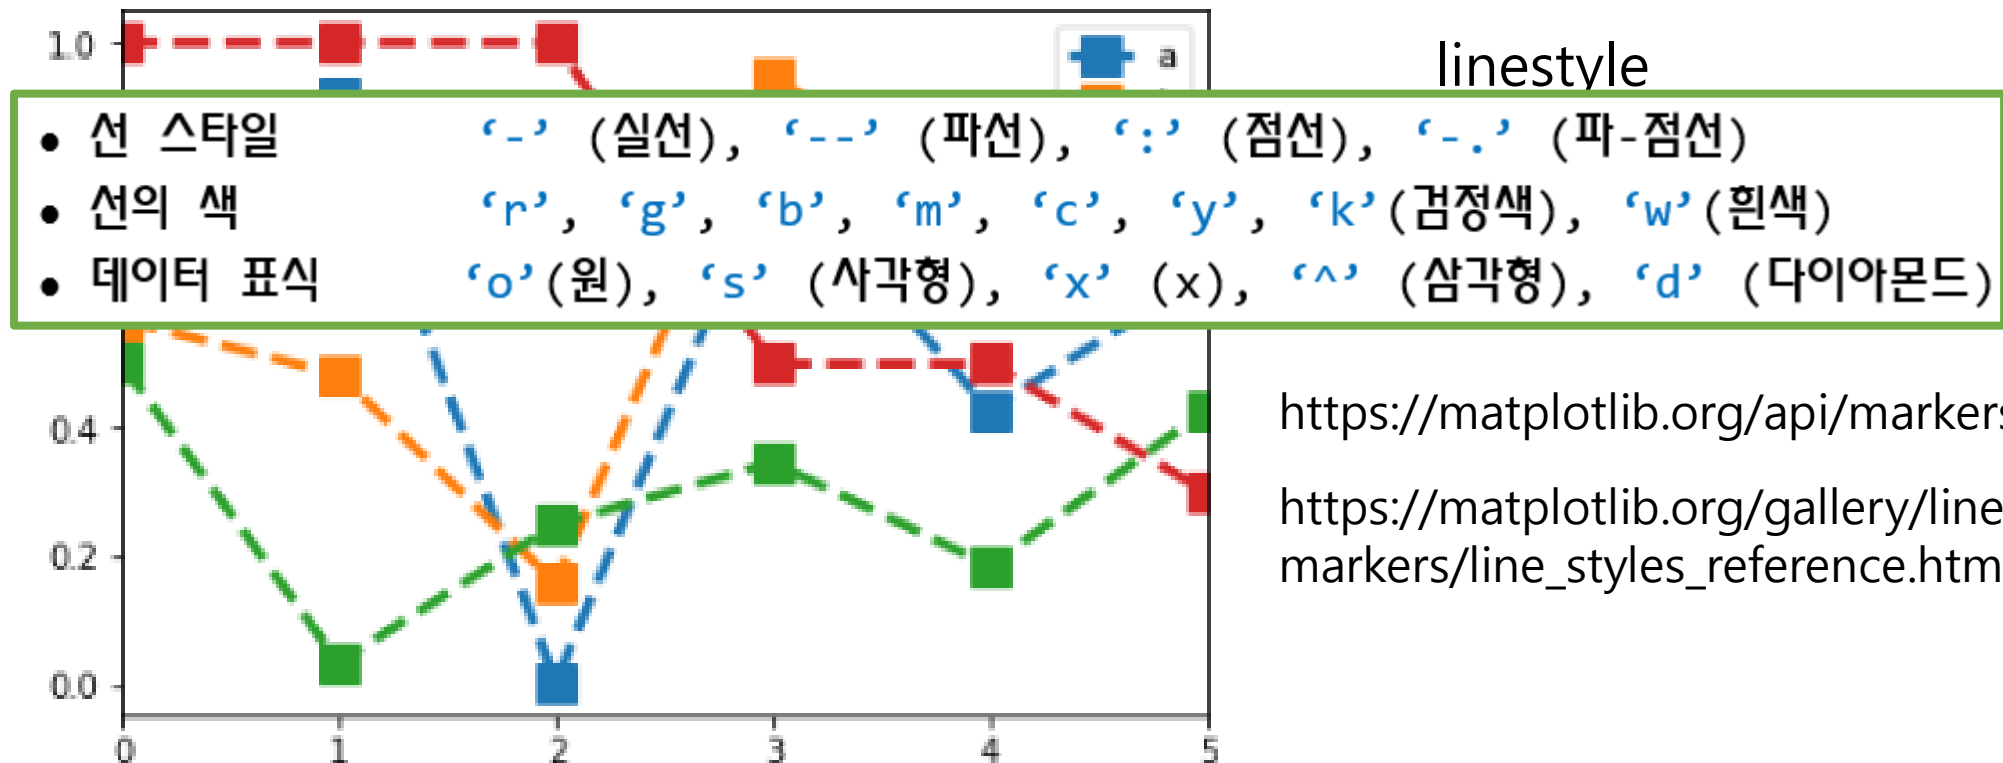 1.0
a
linestyle
• 선 스타일 ‘-’ (실선), ‘--’ (파선), ‘:’ (점선), ‘-.’ (파-점선)
• 선의 색 ‘r’, ‘g’, ‘b’, ‘m’, ‘c’, ‘y’, ‘k’(검정색), ‘w’(흰색)
• 데이터 표식 ‘o’(원), ‘s’ (사각형), ‘x’ (x), ‘^’ (삼각형), ‘d’ (다이아몬드)
0.4
https://matplotlib.org/api/markers
https://matplotlib.org/gallery/line
0.2
markers/line_styles_reference.htm
0.0
0 1 2 3 4 5